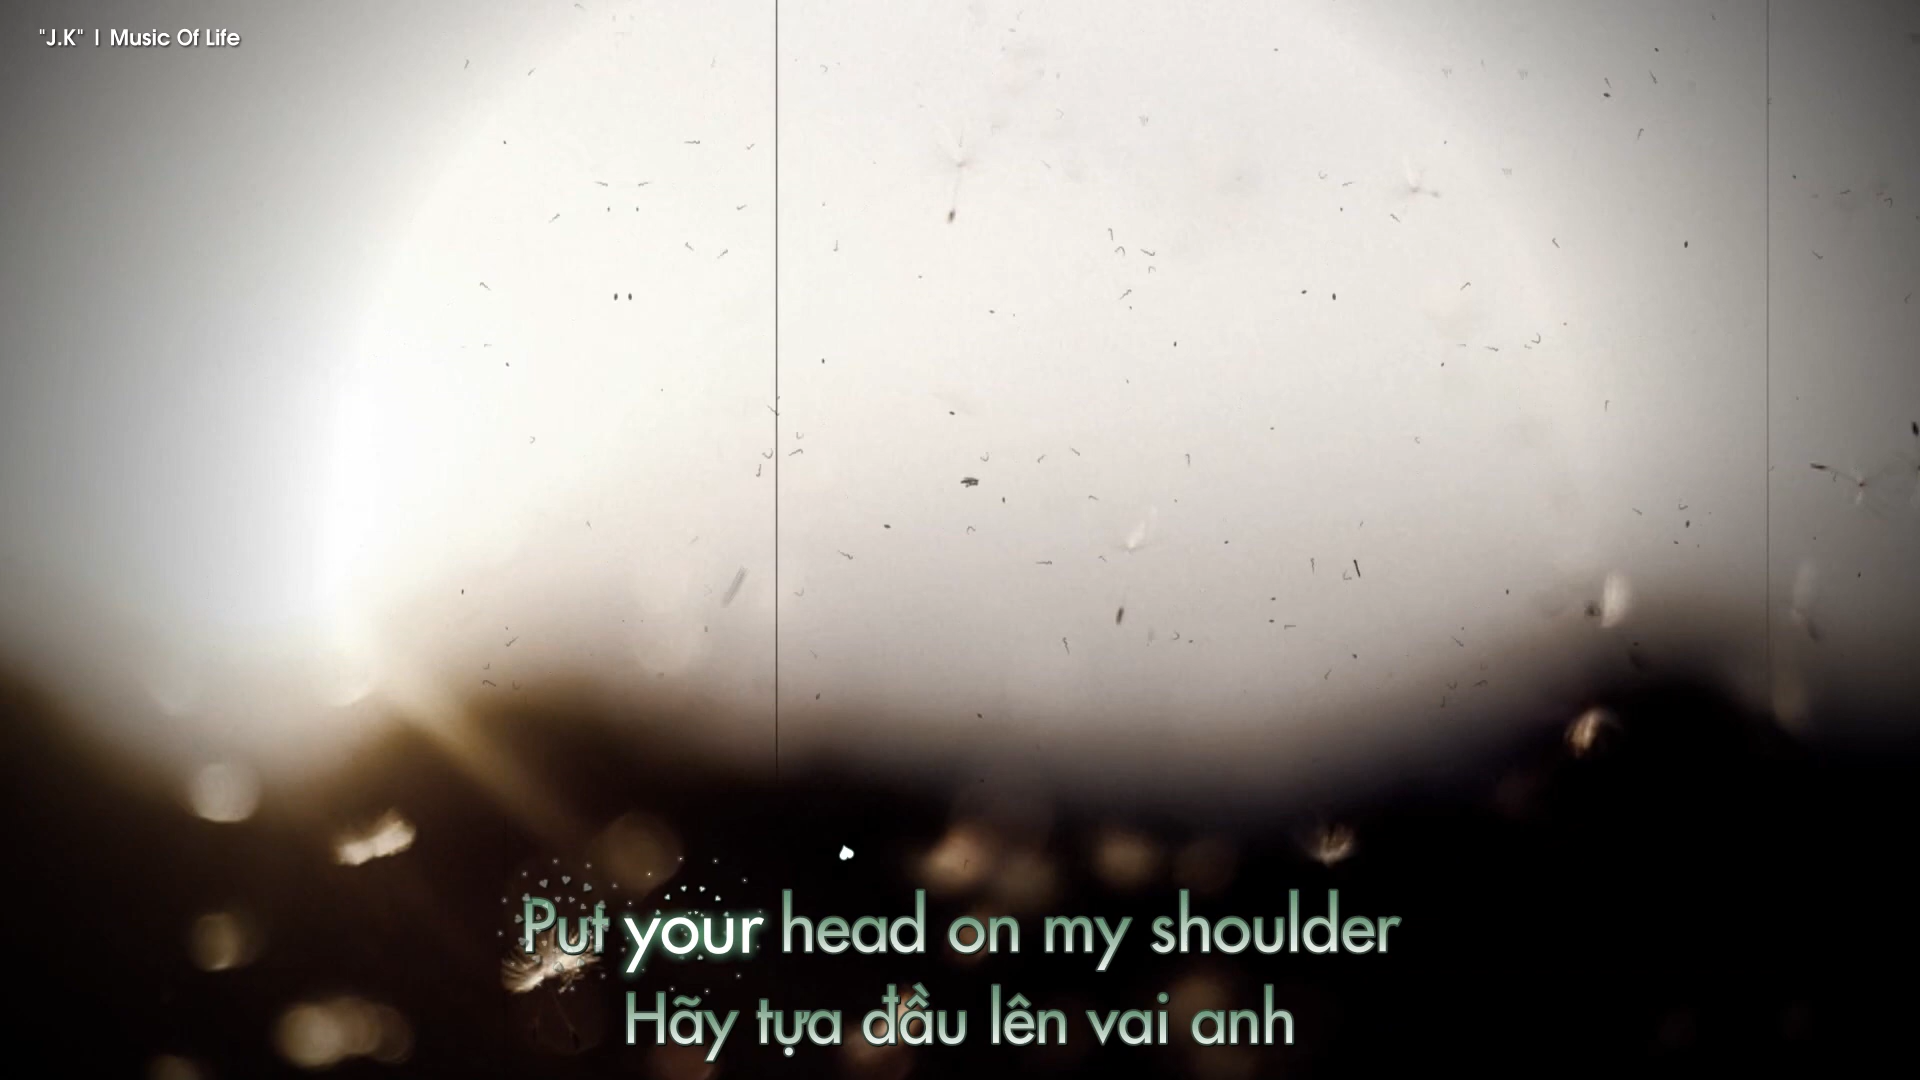 "J.K" | Music Of Life
Put your head on my shoulder
Hãy tựa đầu lên vai anh